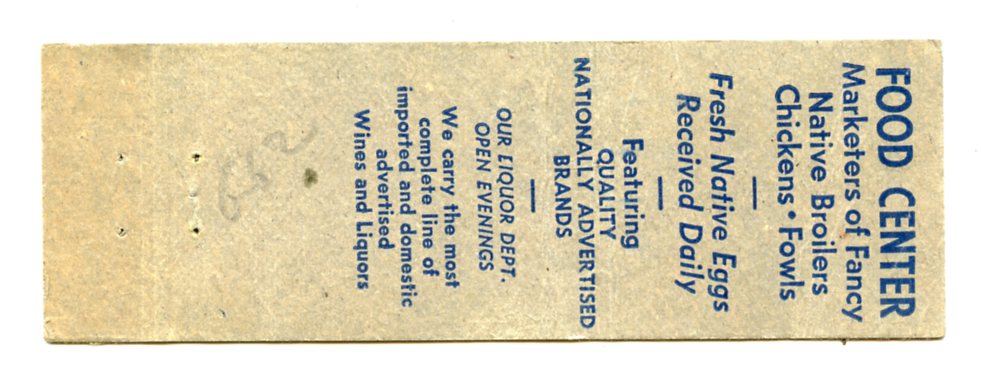 FOOD CENTER
Marketers of Fancy
Native Broilers
Chickens • Fowls
Fresh Native Eggs
Received Daily
Featuring
QUALITY
NATIONALLY ADVERTISED
BRANDS
OUR LIQUOR DEPT.
OPEN EVENINGS
We carry the most
complete line of
imported and domestic
advertised
Wines and Liquors